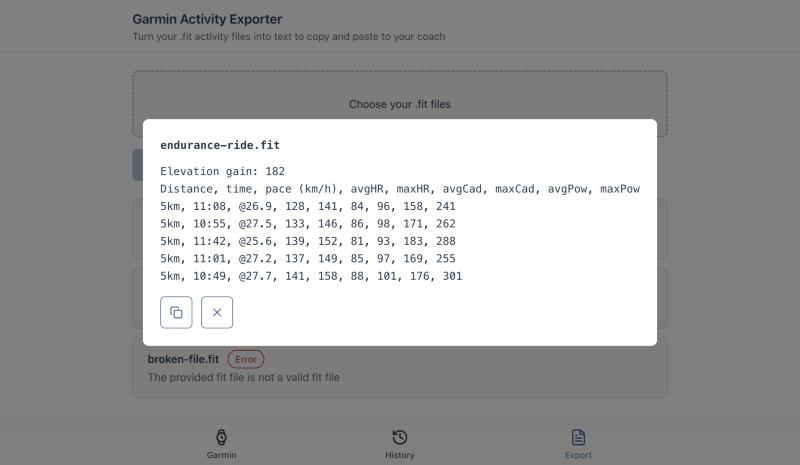 Garmin Activity Exporter
Turn your .fit activity files into text to copy and paste to your coach
Choose your .fit files
endurance-ride.fit
Elevation gain: 182
Distance, time, pace (km/h), avgHR, maxHR, avgCad, maxCad, avgPow, maxPow
5km, 11:08, @26.9, 128, 141, 84, 96, 158, 241
5km, 10:55, @27.5, 133, 146, 86, 98, 171, 262
5km, 11:42, @25.6, 139, 152, 81, 93, 183, 288
5km, 11:01, @27.2, 137, 149, 85, 97, 169, 255
5km, 10:49, @27.7, 141, 158, 88, 101, 176, 301
broken-file.fit Error
The provided fit file is not a valid fit file
Garmin History Export